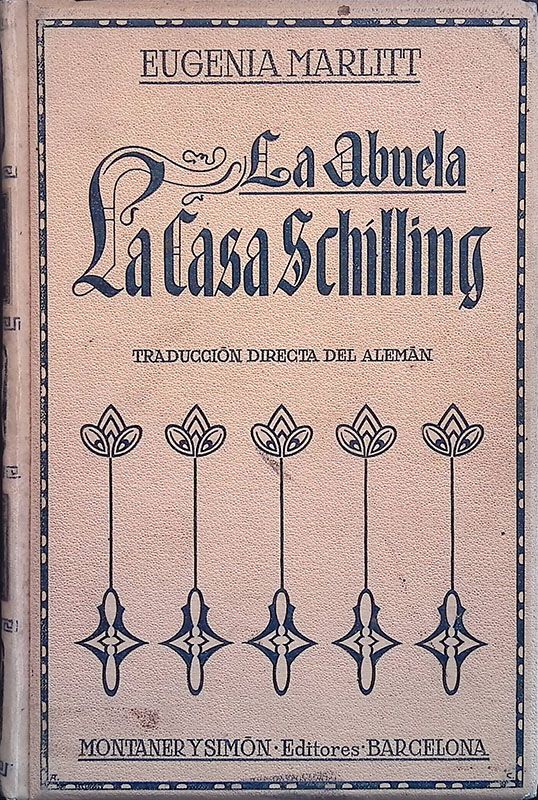 EUGENIA MARLITT
La Abuela
La Casa Schilling
TRADUCCIÓN DIRECTA DEL ALEMÁN
MONTANER Y SIMÓN · Editores · BARCELONA